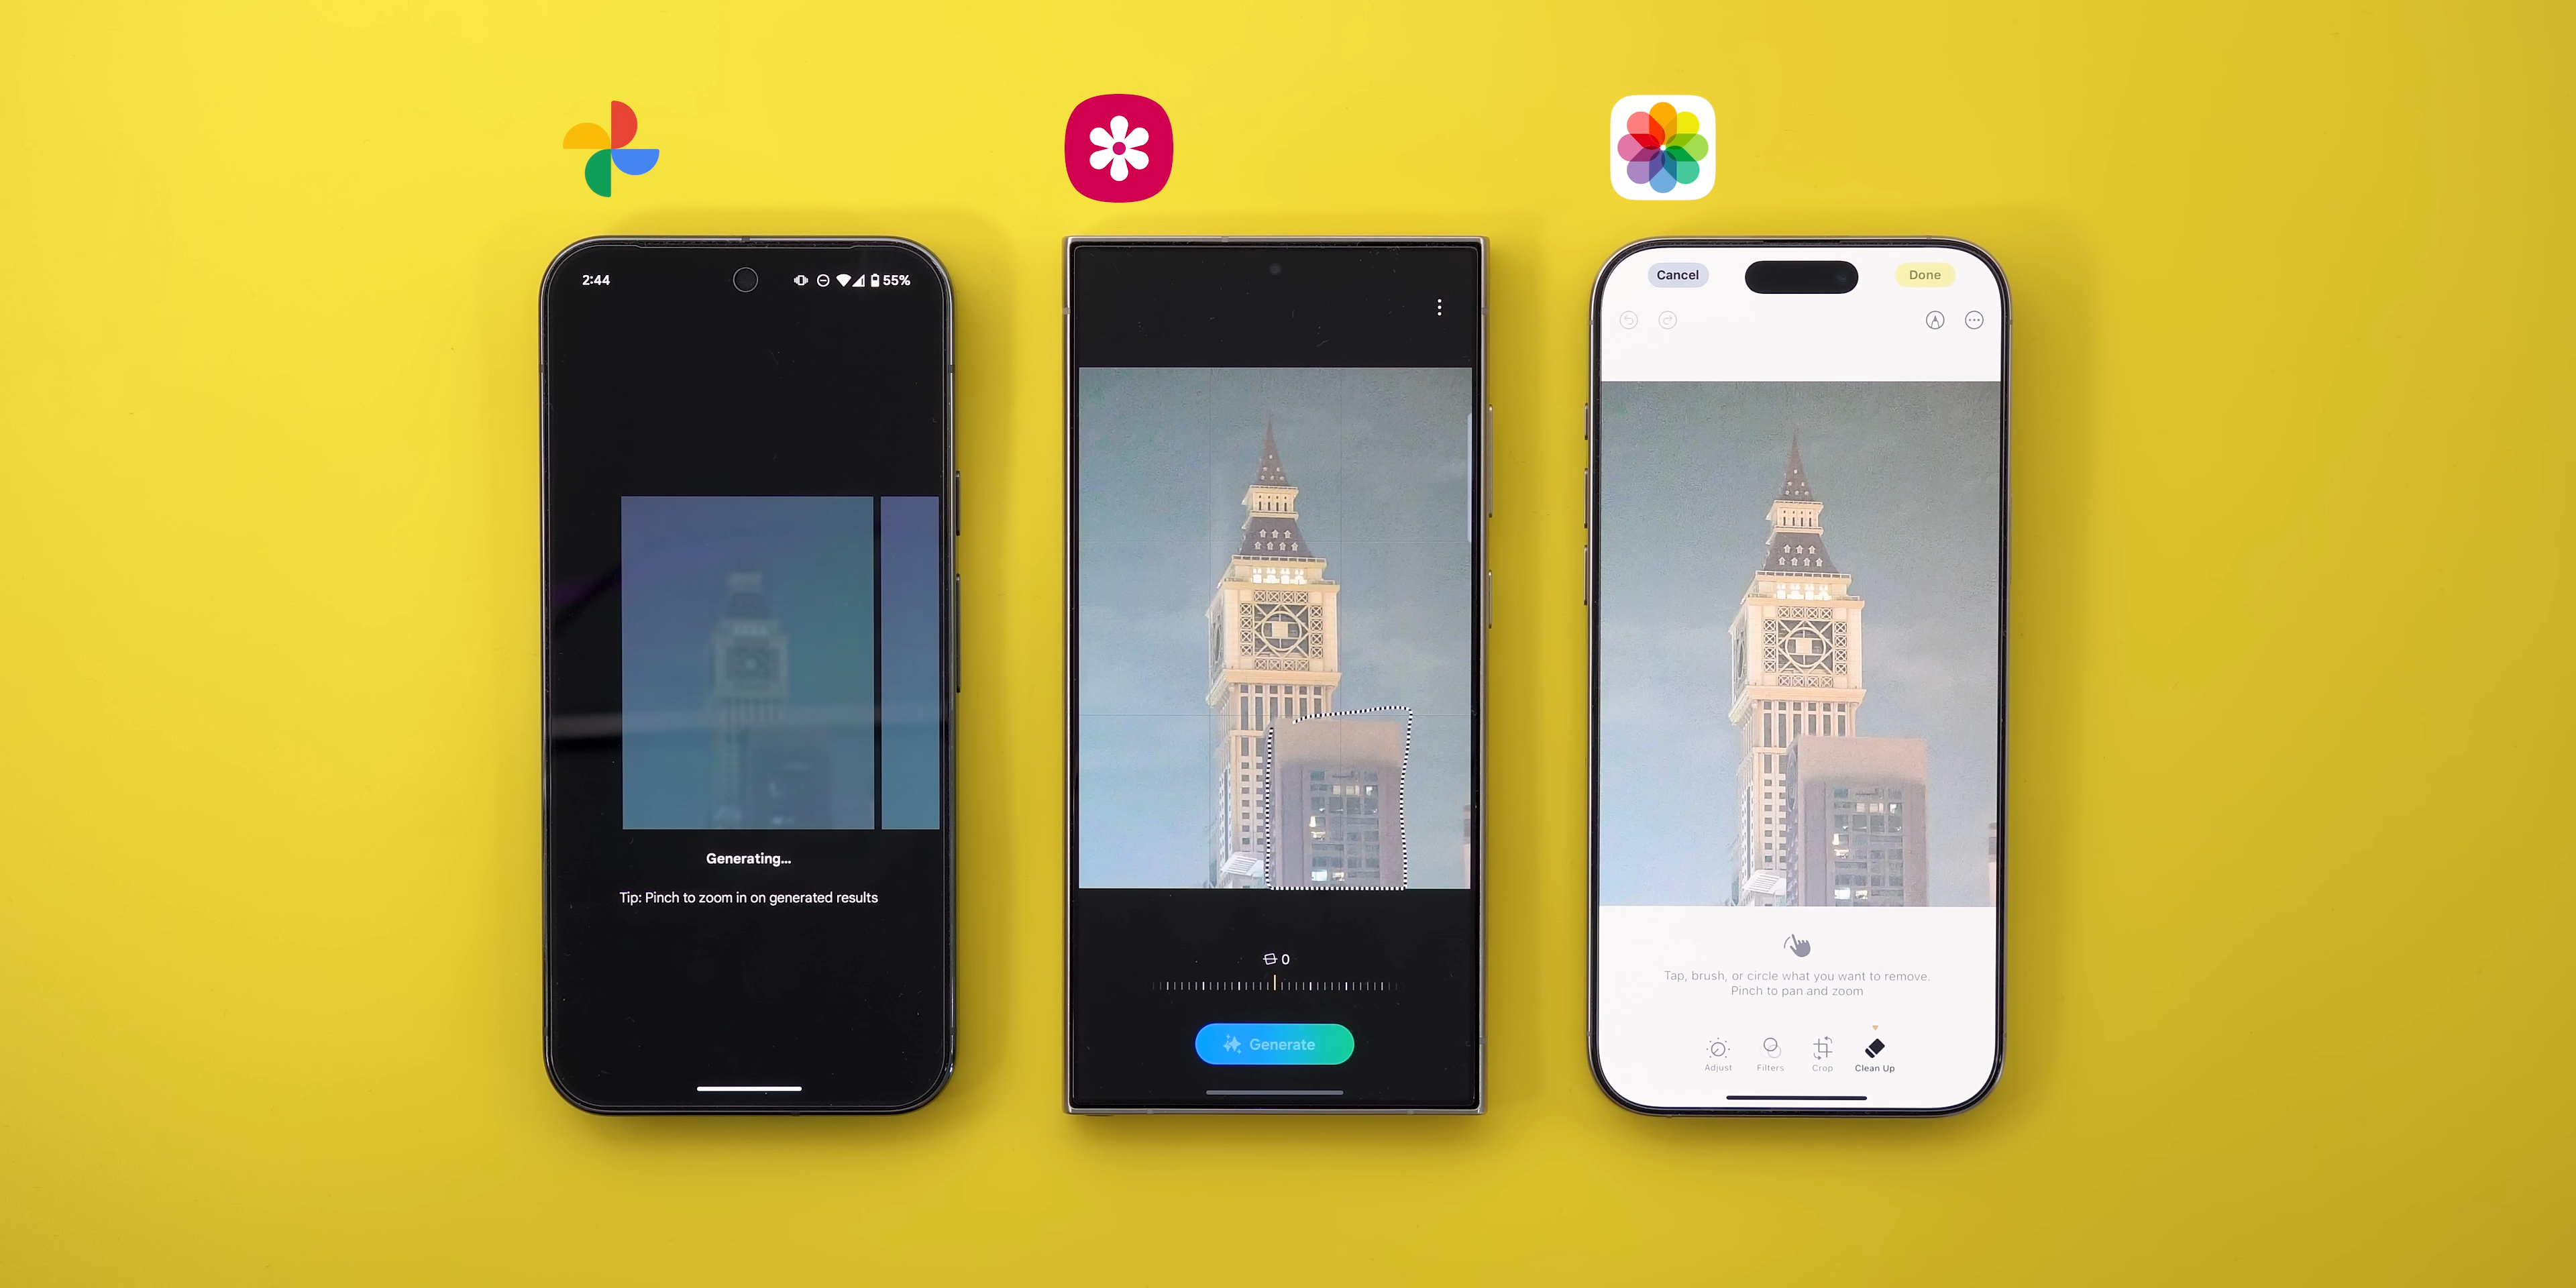 2:44
55%
Generating...
Tip: Pinch to zoom in on generated results
0
Generate
Cancel
Done
Tap, brush, or circle what you want to remove.
Pinch to pan and zoom
Adjust
Filters
Crop
Clean Up